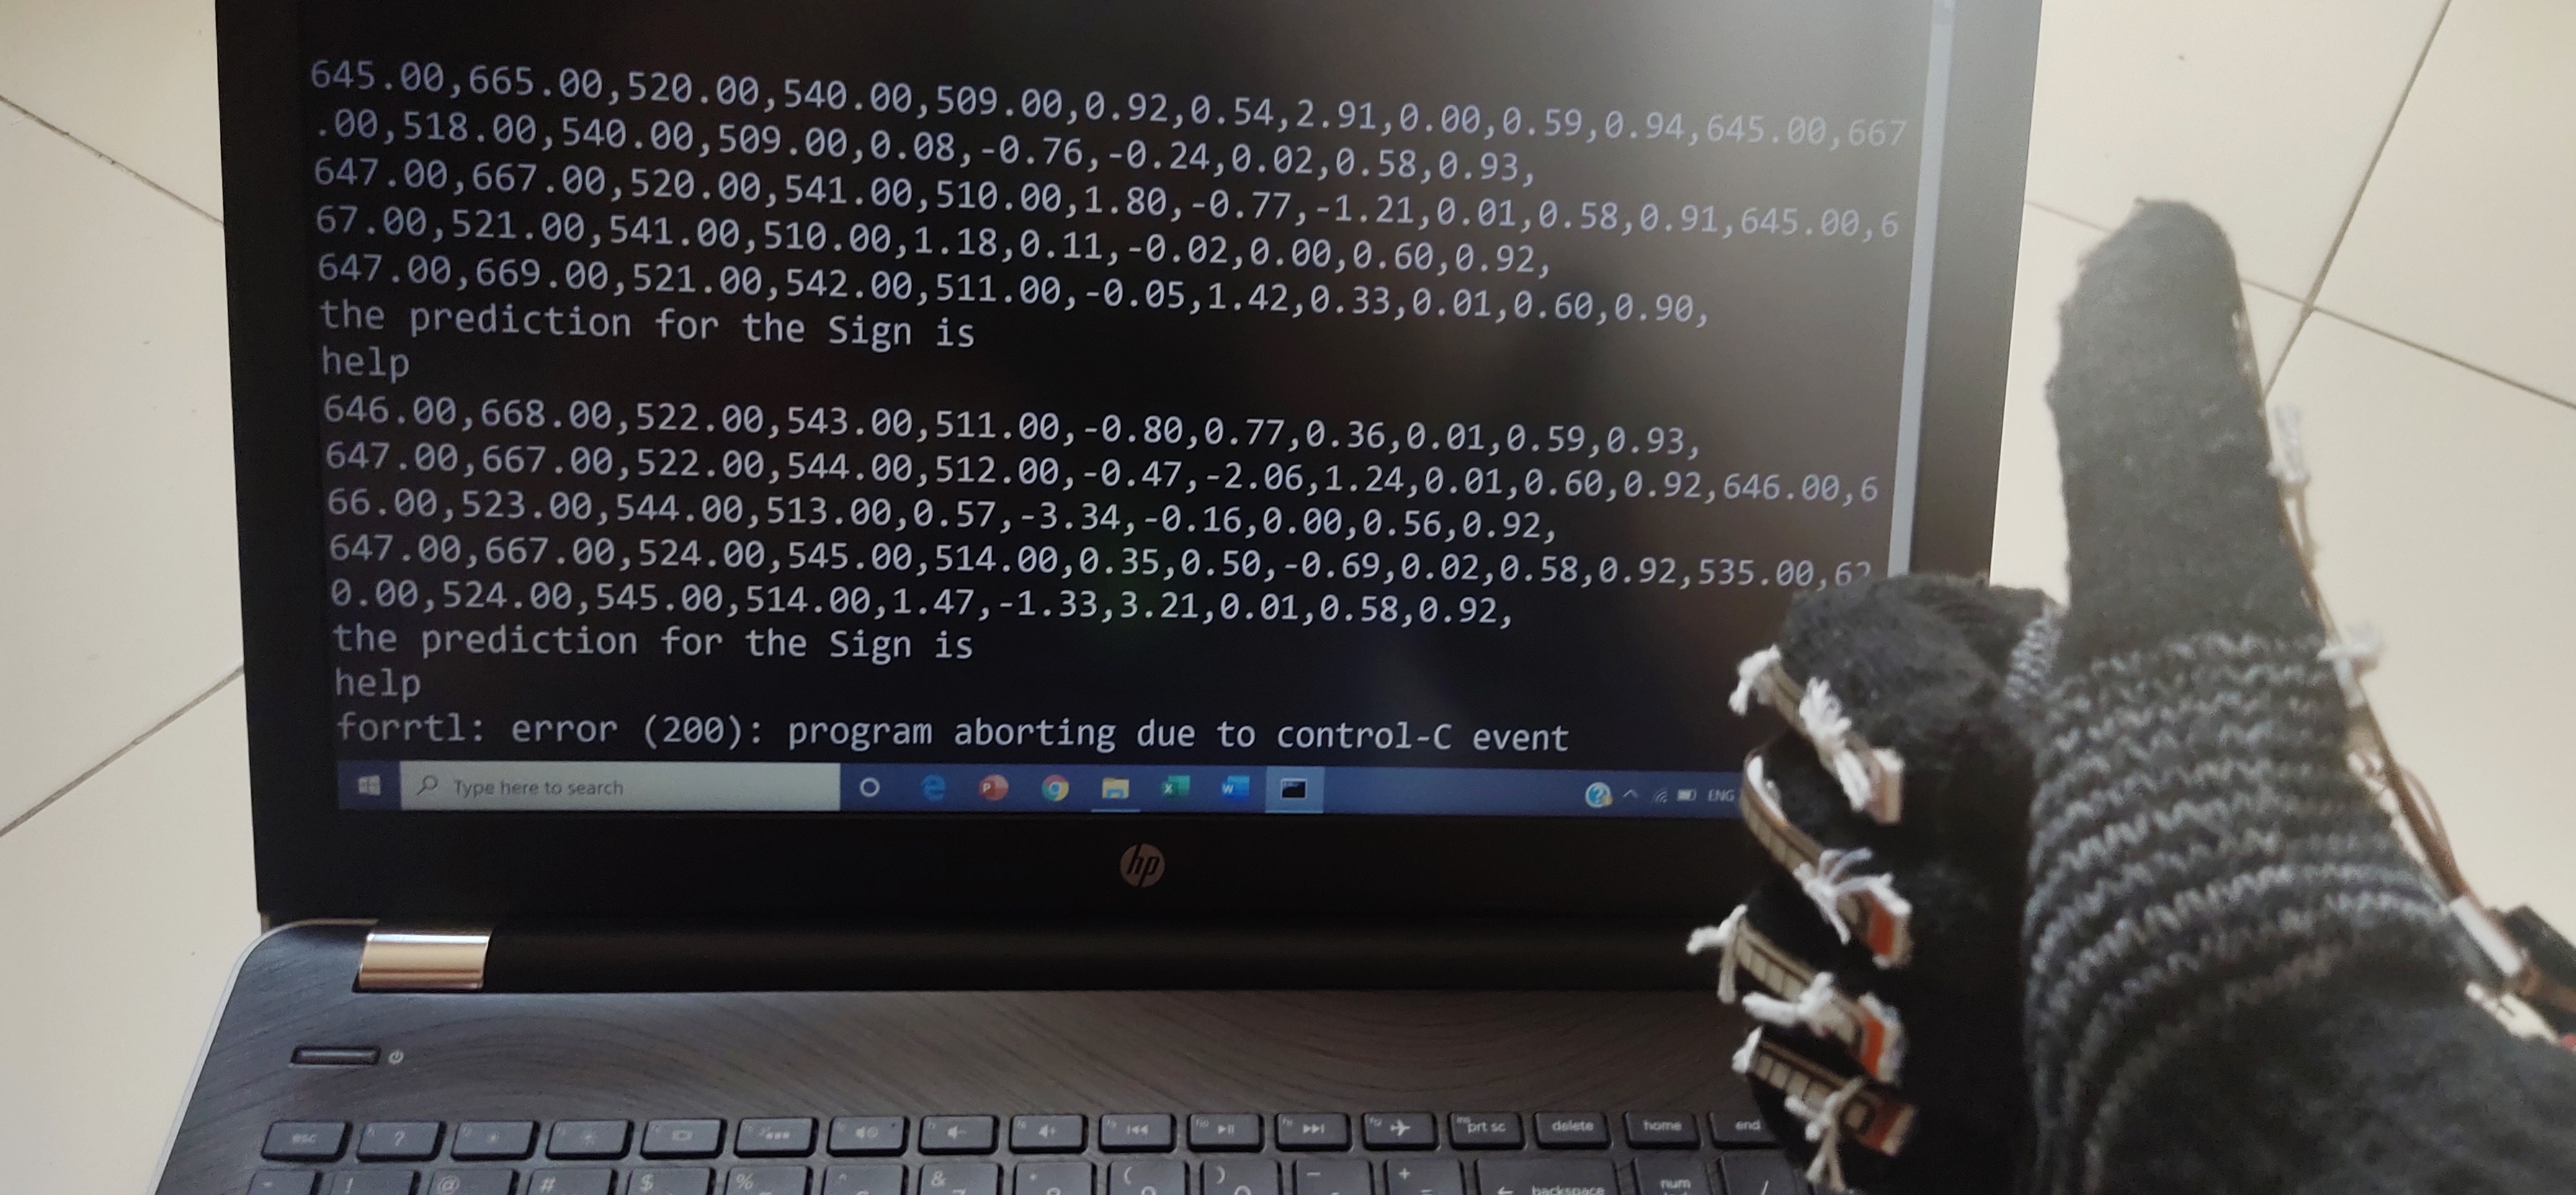 645.00,665.00,520.00,540.00,509.00,0.92,0.54,2.91,0.00,0.59,0.94,645.00,667
.00,518.00,540.00,509.00,0.08,-0.76,-0.24,0.02,0.58,0.93,
647.00,667.00,520.00,541.00,510.00,1.80,-0.77,-1.21,0.01,0.58,0.91,645.00,6
67.00,521.00,541.00,510.00,1.18,0.11,-0.02,0.00,0.60,0.92,
647.00,669.00,521.00,542.00,511.00,-0.05,1.42,0.33,0.01,0.60,0.90,
the prediction for the Sign is
help
646.00,668.00,522.00,543.00,511.00,-0.80,0.77,0.36,0.01,0.59,0.93,
647.00,667.00,522.00,544.00,512.00,-0.47,-2.06,1.24,0.01,0.60,0.92,646.00,6
66.00,523.00,544.00,513.00,0.57,-3.34,-0.16,0.00,0.56,0.92,
647.00,667.00,524.00,545.00,514.00,0.35,0.50,-0.69,0.02,0.58,0.92,535.00,62
0.00,524.00,545.00,514.00,1.47,-1.33,3.21,0.01,0.58,0.92,
the prediction for the Sign is
help
forrtl: error (200): program aborting due to control-C event
Type here to search
ENG
hp
esc ? prt sc delete home end
! @ # $ % ^ & * ( ) - + backspace num /